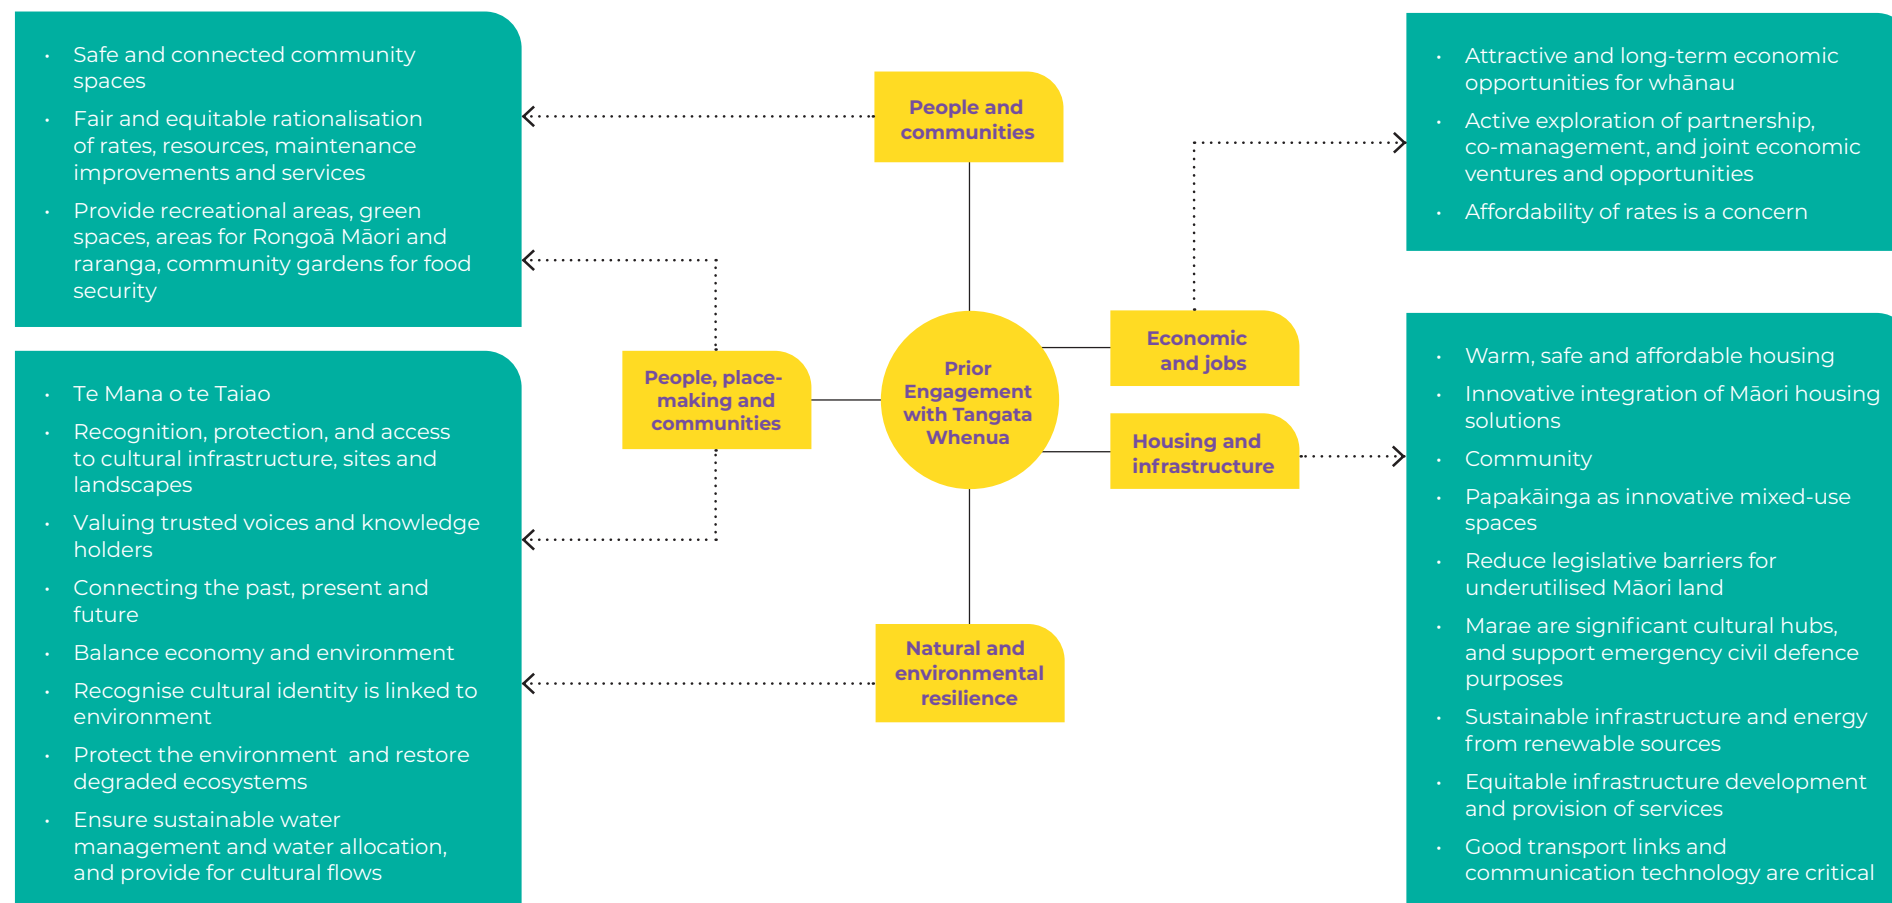 • Safe and connected community
spaces
• Fair and equitable rationalisation
of rates, resources, maintenance
improvements and services
• Provide recreational areas, green
spaces, areas for Rongoā Māori and
raranga, community gardens for food
security
• Te Mana o te Taiao
• Recognition, protection, and access
to cultural infrastructure, sites and
landscapes
• Valuing trusted voices and knowledge
holders
• Connecting the past, present and
future
• Balance economy and environment
• Recognise cultural identity is linked to
environment
• Protect the environment  and restore
degraded ecosystems
• Ensure sustainable water
management and water allocation,
and provide for cultural flows
People and
communities
People, place-
making and
communities
Prior
Engagement
with Tangata
Whenua
Economic
and jobs
Housing and
infrastructure
Natural and
environmental
resilience
• Attractive and long-term economic
opportunities for whānau
• Active exploration of partnership,
co-management, and joint economic
ventures and opportunities
• Affordability of rates is a concern
• Warm, safe and affordable housing
• Innovative integration of Māori housing
solutions
• Community
• Papakāinga as innovative mixed-use
spaces
• Reduce legislative barriers for
underutilised Māori land
• Marae are significant cultural hubs,
and support emergency civil defence
purposes
• Sustainable infrastructure and energy
from renewable sources
• Equitable infrastructure development
and provision of services
• Good transport links and
communication technology are critical